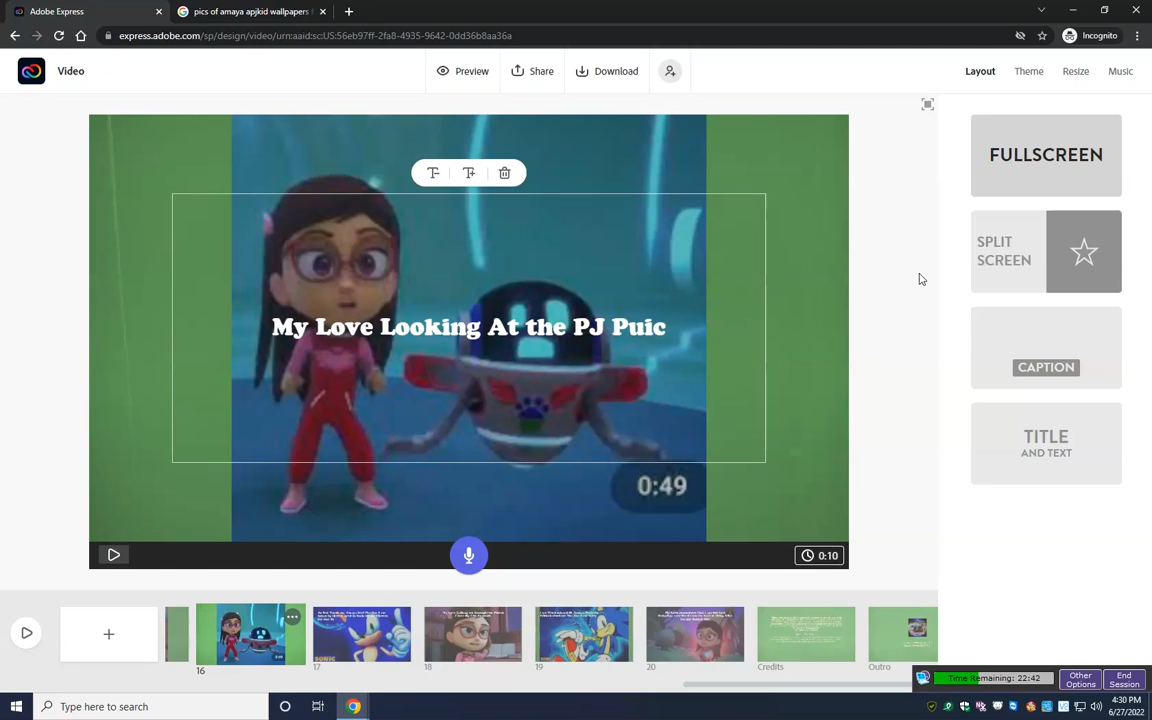 Adobe Express
pics of amaya apjkid wallpapers f
express.adobe.com/sp/design/video/urn:aaid:sc:US:56eb97ff-2fa8-4935-9642-0dd36b8aa36a
Incognito
Video
Preview
Share
Download
Layout
Theme
Resize
Music
FULLSCREEN
SPLIT
SCREEN
CAPTION
TITLE
AND TEXT
My Love Looking At the PJ Puic
0:49
0:10
SONIC
16
17
18
19
20
Credits
Outro
Time Remaining: 22:42
Other
Options
End
Session
Type here to search
4:30 PM
6/27/2022